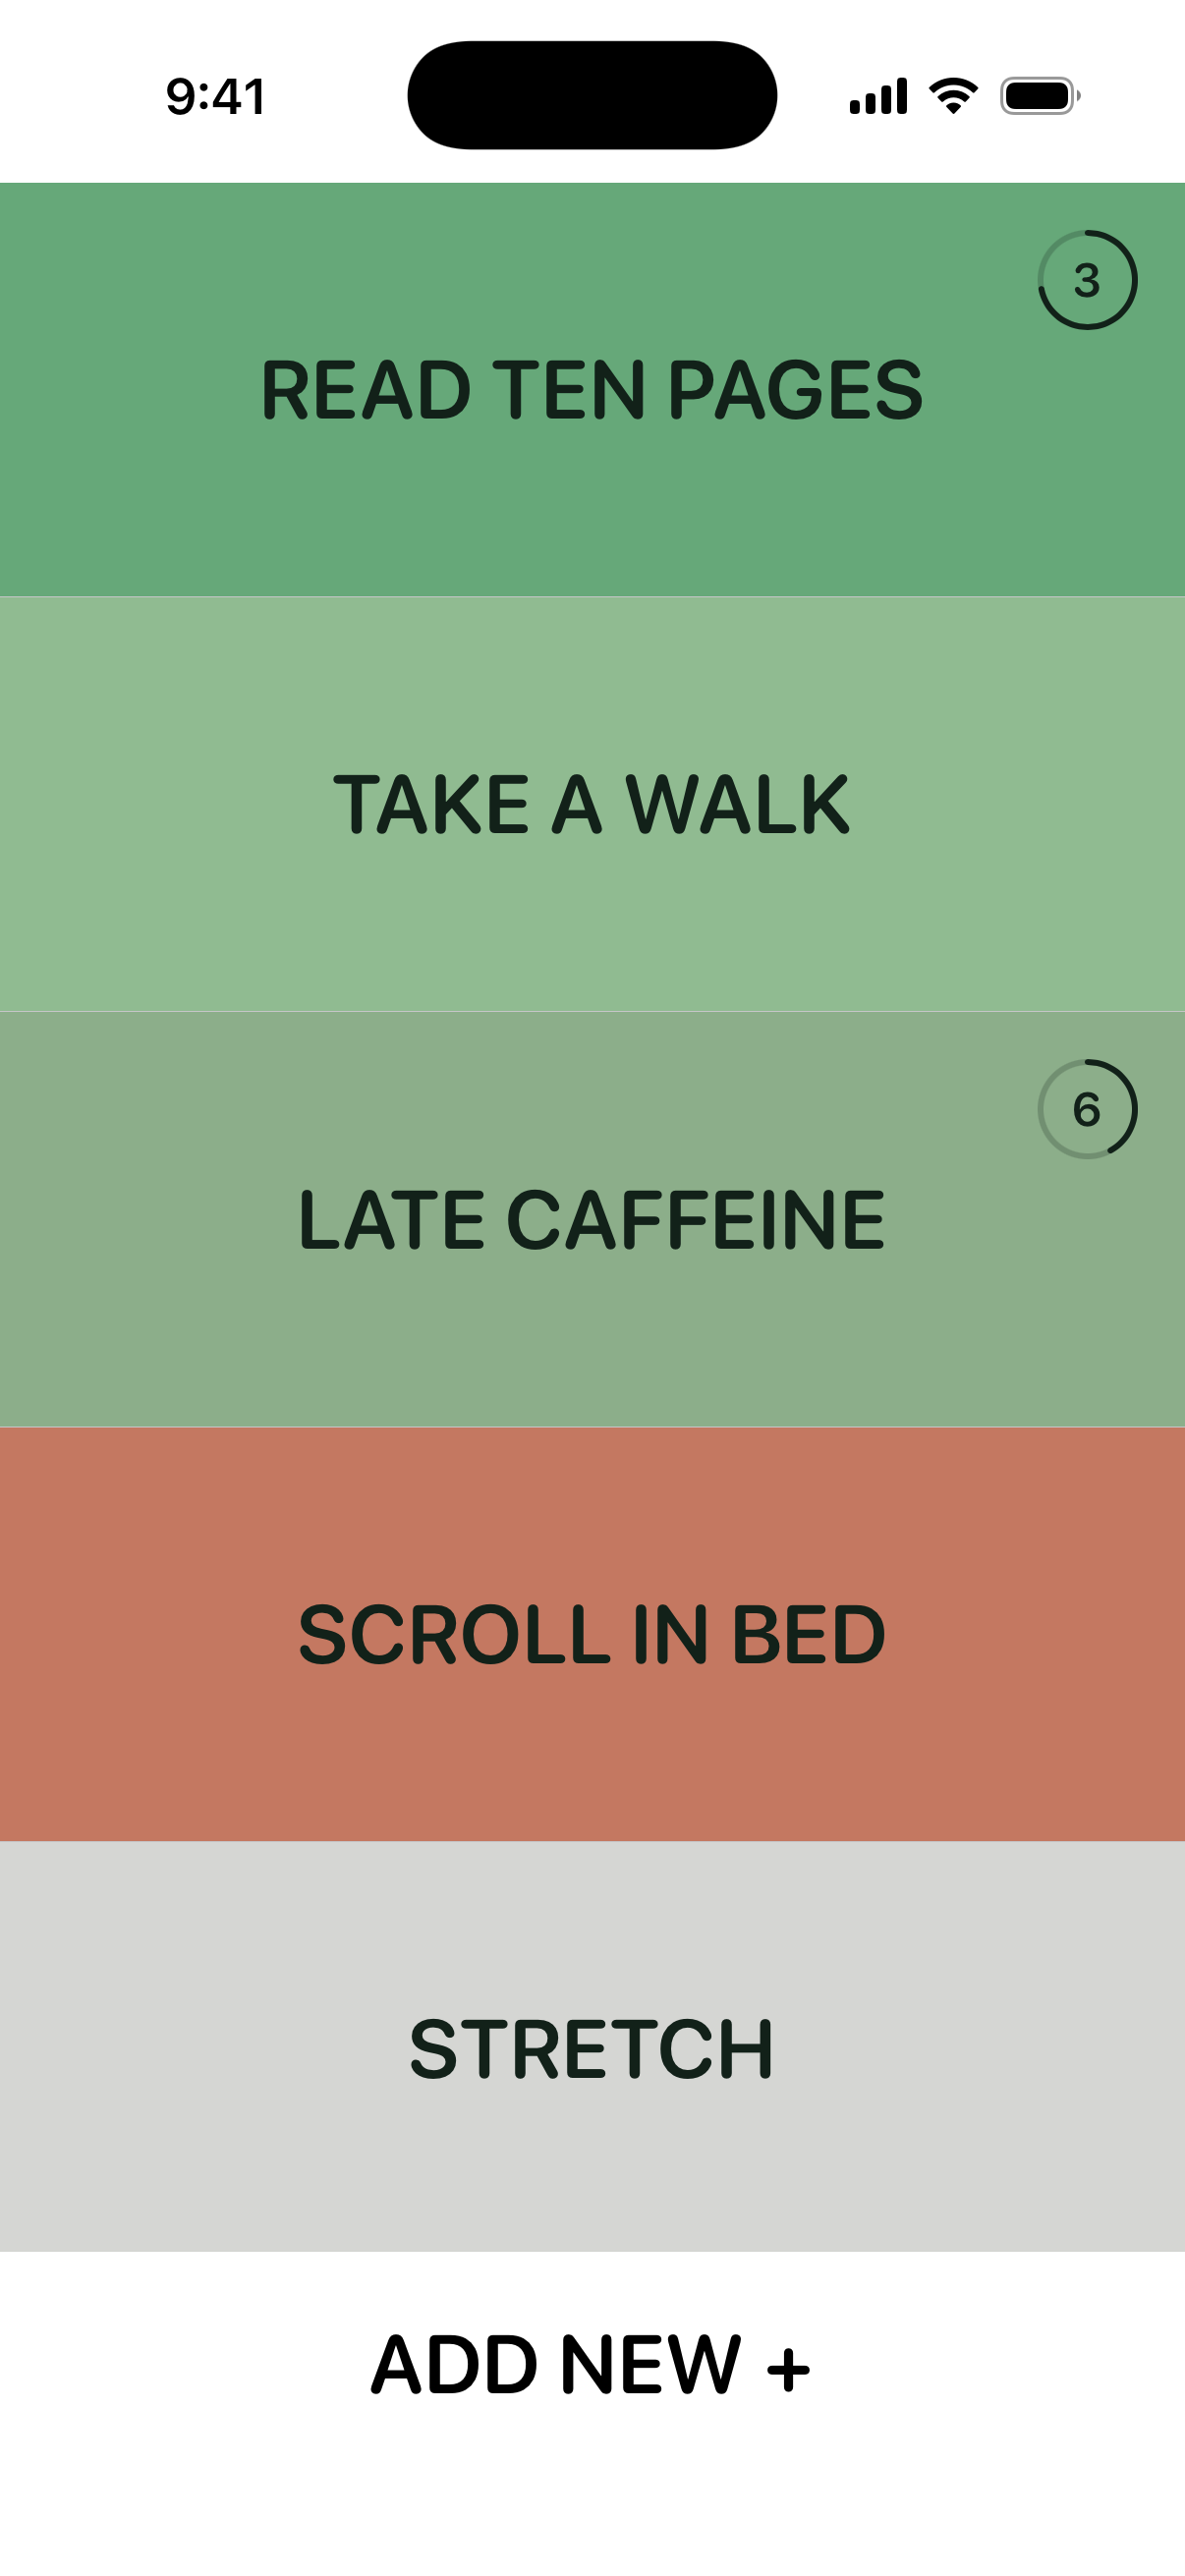 9:41
3
READ TEN PAGES
TAKE A WALK
6
LATE CAFFEINE
SCROLL IN BED
STRETCH
ADD NEW +